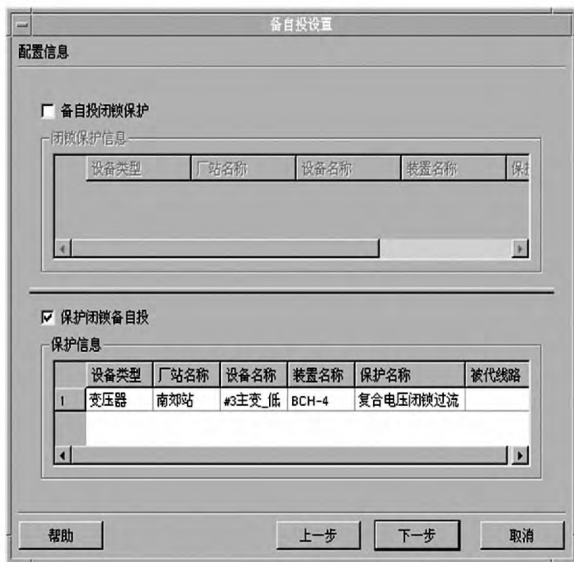 备自投设置
配置信息
备自投闭锁保护
闭锁保护信息
设备类型 厂站名称 设备名称 装置名称 保
保护闭锁备自投
保护信息
设备类型 厂站名称 设备名称 装置名称 保护名称 被代线路
1 变压器 南郊站 #3主变_低 BCH-4 复合电压闭锁过流
帮助 上一步 下一步 取消